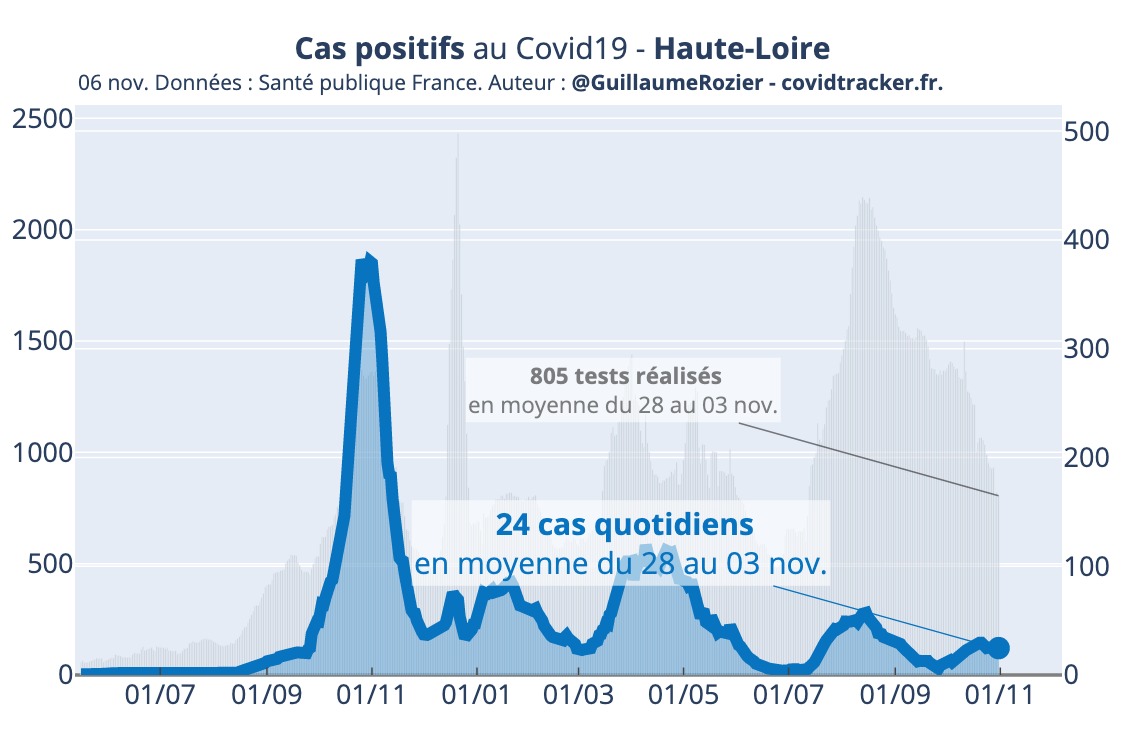 Cas positifs au Covid19 - Haute-Loire
06 nov. Données : Santé publique France. Auteur : @GuillaumeRozier - covidtracker.fr.
2500
2000
1500
1000
500
0
500
400
300
200
100
0
805 tests réalisés
en moyenne du 28 au 03 nov.
24 cas quotidiens
en moyenne du 28 au 03 nov.
01/07 01/09 01/11 01/01 01/03 01/05 01/07 01/09 01/11